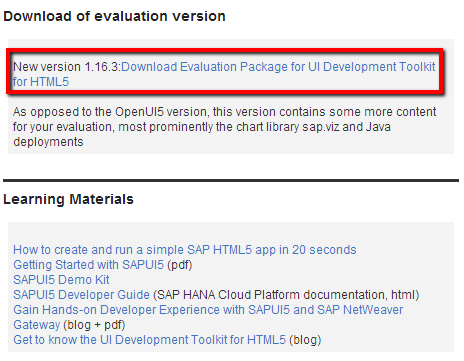 Download of evaluation version
New version 1.16.3:Download Evaluation Package for UI Development Toolkit
for HTML5
As opposed to the OpenUI5 version, this version contains some more content
for your evaluation, most prominently the chart library sap.viz and Java
deployments
Learning Materials
How to create and run a simple SAP HTML5 app in 20 seconds
Getting Started with SAPUI5 (pdf)
SAPUI5 Demo Kit
SAPUI5 Developer Guide (SAP HANA Cloud Platform documentation, html)
Gain Hands-on Developer Experience with SAPUI5 and SAP NetWeaver
Gateway (blog + pdf)
Get to know the UI Development Toolkit for HTML5 (blog)